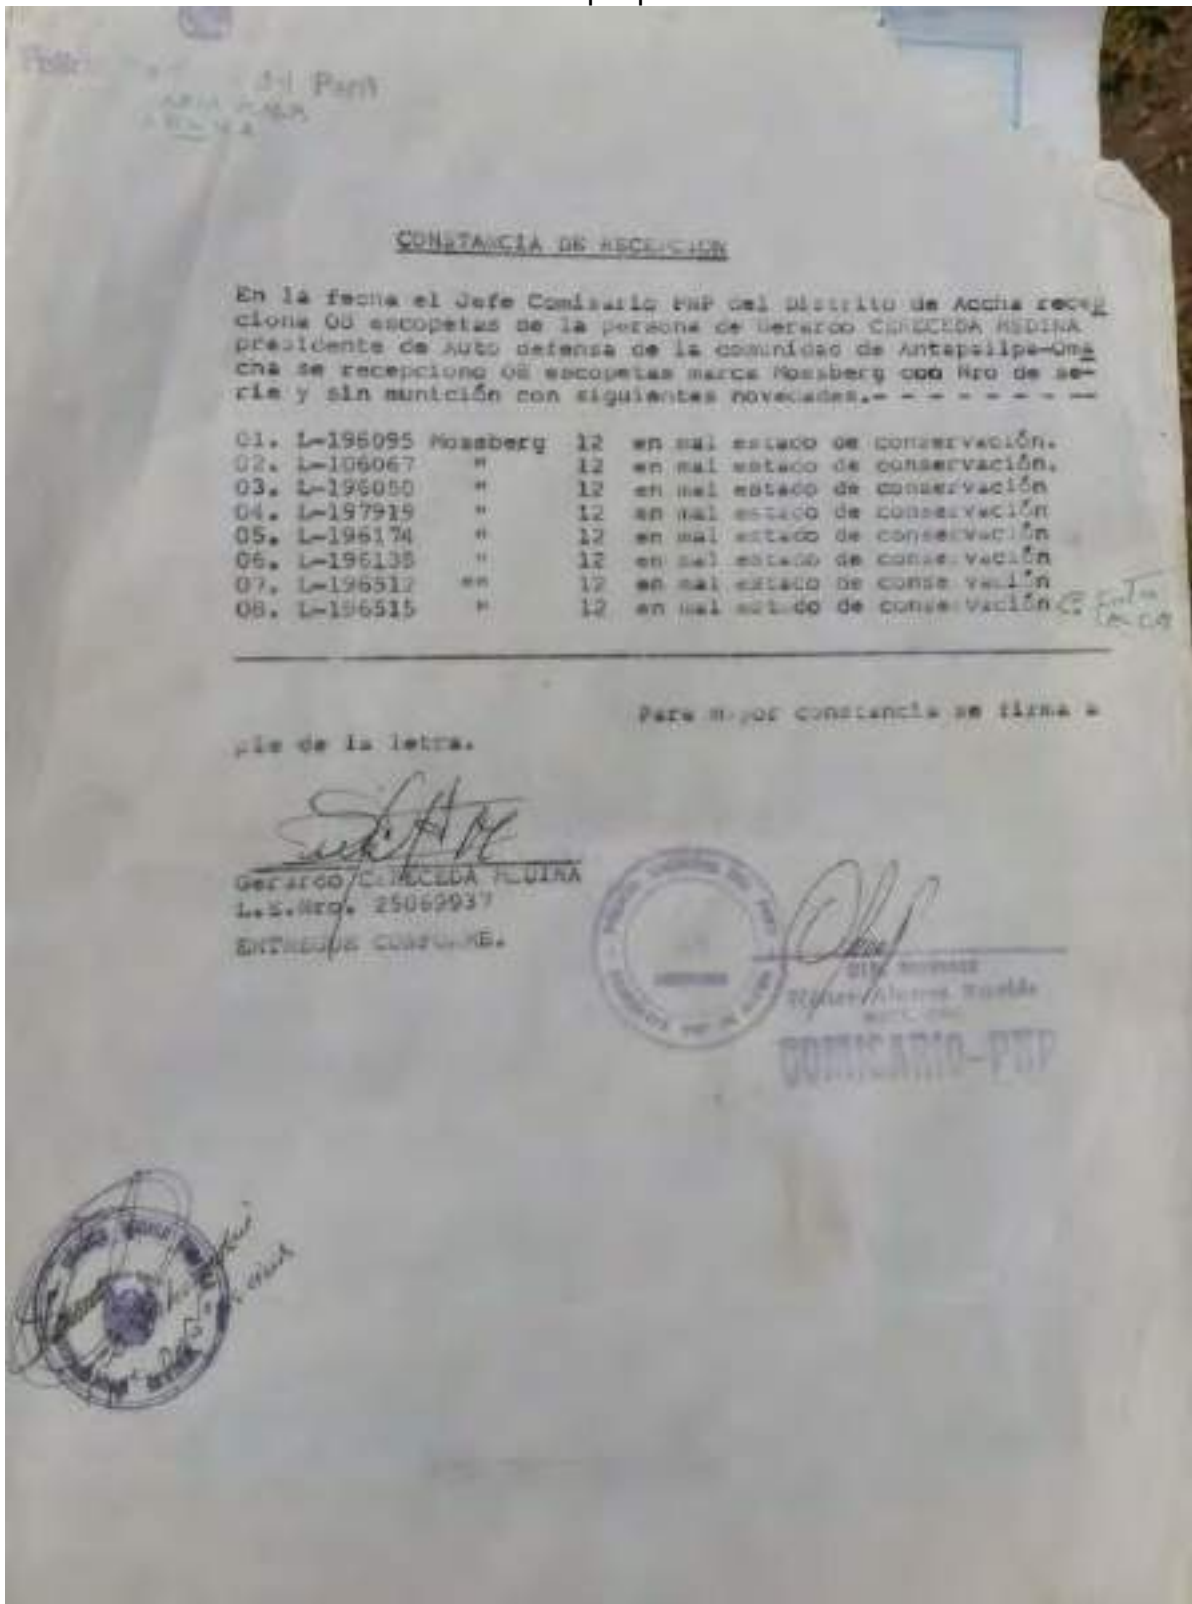 del Perú
CONSTANCIA DE RECEPCION
En la fecha el Jefe Comisario PNP del Distrito de Accha recep
ciona 08 escopetas de la persona de Gerardo CERECEDA MEDINA
presidente de Auto defensa de la comunidad de Antapallpa-Oma
cha se recepciono 08 escopetas marca Mossberg con Nro de se-
rie y sin munición con siguientes novedades.- - - - - - - - -
01. L-196095 Mossberg 12 en mal estado de conservación.
02. L-106067 " 12 en mal estado de conservación.
03. L-196050 " 12 en mal estado de conservación
04. L-197919 " 12 en mal estado de conservación
05. L-196174 " 12 en mal estado de conservación
06. L-196135 " 12 en mal estado de conservación
07. L-196512 "" 12 en mal estado de conservación
08. L-196515 " 12 en mal estado de conservación
Para mayor constancia se firma a
pie de la letra.
Gerardo CERECEDA MEDINA
L.E.Nro. 25069937
ENTREGUE CONFORME.
COMISARIO-PNP